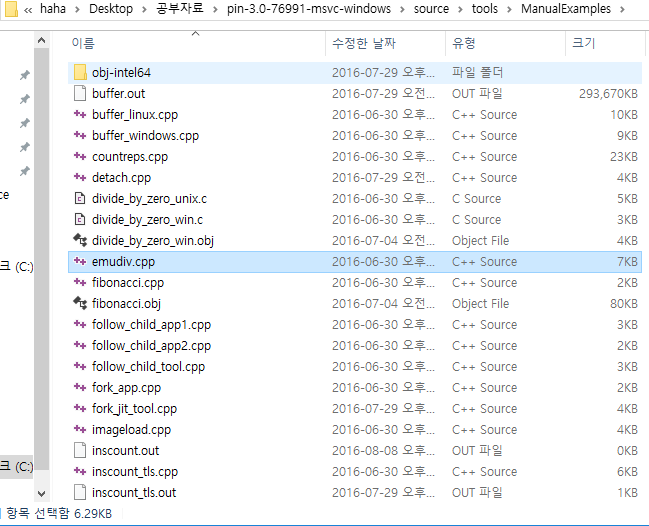 « haha > Desktop > 공부자료 > pin-3.0-76991-msvc-windows > source > tools > ManualExamples >
이름 수정한 날짜 유형 크기
obj-intel64 2016-07-29 오후... 파일 폴더
buffer.out 2016-07-29 오전... OUT 파일 293,670KB
buffer_linux.cpp 2016-06-30 오후... C++ Source 10KB
buffer_windows.cpp 2016-06-30 오후... C++ Source 9KB
countreps.cpp 2016-06-30 오후... C++ Source 23KB
detach.cpp 2016-07-29 오전... C++ Source 4KB
divide_by_zero_unix.c 2016-06-30 오후... C Source 5KB
divide_by_zero_win.c 2016-06-30 오후... C Source 3KB
divide_by_zero_win.obj 2016-07-04 오전... Object File 4KB
emudiv.cpp 2016-06-30 오후... C++ Source 7KB
fibonacci.cpp 2016-06-30 오후... C++ Source 2KB
fibonacci.obj 2016-07-04 오전... Object File 80KB
follow_child_app1.cpp 2016-06-30 오후... C++ Source 3KB
follow_child_app2.cpp 2016-06-30 오후... C++ Source 2KB
follow_child_tool.cpp 2016-06-30 오후... C++ Source 3KB
fork_app.cpp 2016-06-30 오후... C++ Source 2KB
fork_jit_tool.cpp 2016-07-29 오후... C++ Source 4KB
imageload.cpp 2016-06-30 오후... C++ Source 4KB
inscount.out 2016-08-08 오후... OUT 파일 0KB
inscount_tls.cpp 2016-06-30 오후... C++ Source 6KB
inscount_tls.out 2016-07-29 오후... OUT 파일 1KB
ce
크 (C:)
크 (C:)
항목 선택함 6.29KB